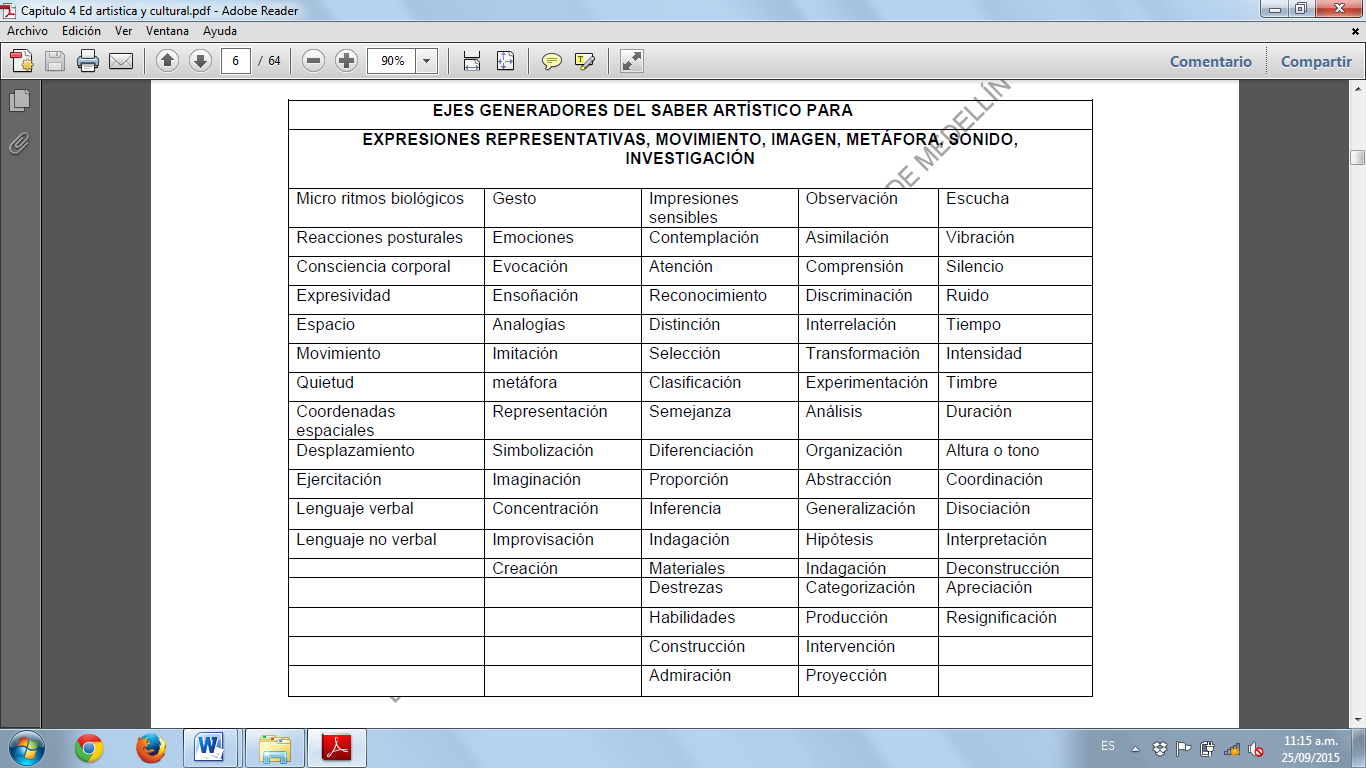 Capitulo 4 Ed artistica y cultural.pdf - Adobe Reader
Archivo Edición Ver Ventana Ayuda
6 / 64 90% Comentario Compartir
DE MEDELLÍN
EJES GENERADORES DEL SABER ARTÍSTICO PARA
EXPRESIONES REPRESENTATIVAS, MOVIMIENTO, IMAGEN, METÁFORA, SONIDO,
INVESTIGACIÓN
Micro ritmos biológicos Gesto Impresiones Observación Escucha
sensibles
Reacciones posturales Emociones Contemplación Asimilación Vibración
Consciencia corporal Evocación Atención Comprensión Silencio
Expresividad Ensoñación Reconocimiento Discriminación Ruido
Espacio Analogías Distinción Interrelación Tiempo
Movimiento Imitación Selección Transformación Intensidad
Quietud metáfora Clasificación Experimentación Timbre
Coordenadas Representación Semejanza Análisis Duración
espaciales
Desplazamiento Simbolización Diferenciación Organización Altura o tono
Ejercitación Imaginación Proporción Abstracción Coordinación
Lenguaje verbal Concentración Inferencia Generalización Disociación
Lenguaje no verbal Improvisación Indagación Hipótesis Interpretación
Creación Materiales Indagación Deconstrucción
Destrezas Categorización Apreciación
Habilidades Producción Resignificación
Construcción Intervención
Admiración Proyección
ES 11:15 a.m.
25/09/2015